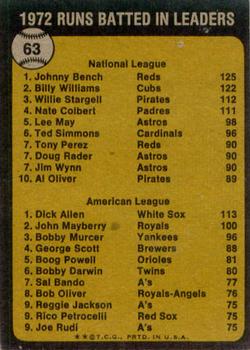 1972 RUNS BATTED IN LEADERS
63
National League
1. Johnny Bench Reds 125
2. Billy Williams Cubs 122
3. Willie Stargell Pirates 112
4. Nate Colbert Padres 111
5. Lee May Astros 98
6. Ted Simmons Cardinals 96
7. Tony Perez Reds 90
7. Doug Rader Astros 90
7. Jim Wynn Astros 90
10. Al Oliver Pirates 89
American League
1. Dick Allen White Sox 113
2. John Mayberry Royals 100
3. Bobby Murcer Yankees 96
4. George Scott Brewers 88
5. Boog Powell Orioles 81
6. Bobby Darwin Twins 80
7. Sal Bando A's 77
8. Bob Oliver Royals-Angels 76
9. Reggie Jackson A's 75
9. Rico Petrocelli Red Sox 75
9. Joe Rudi A's 75
★★©T.C.G., PRTD. IN U.S.A.